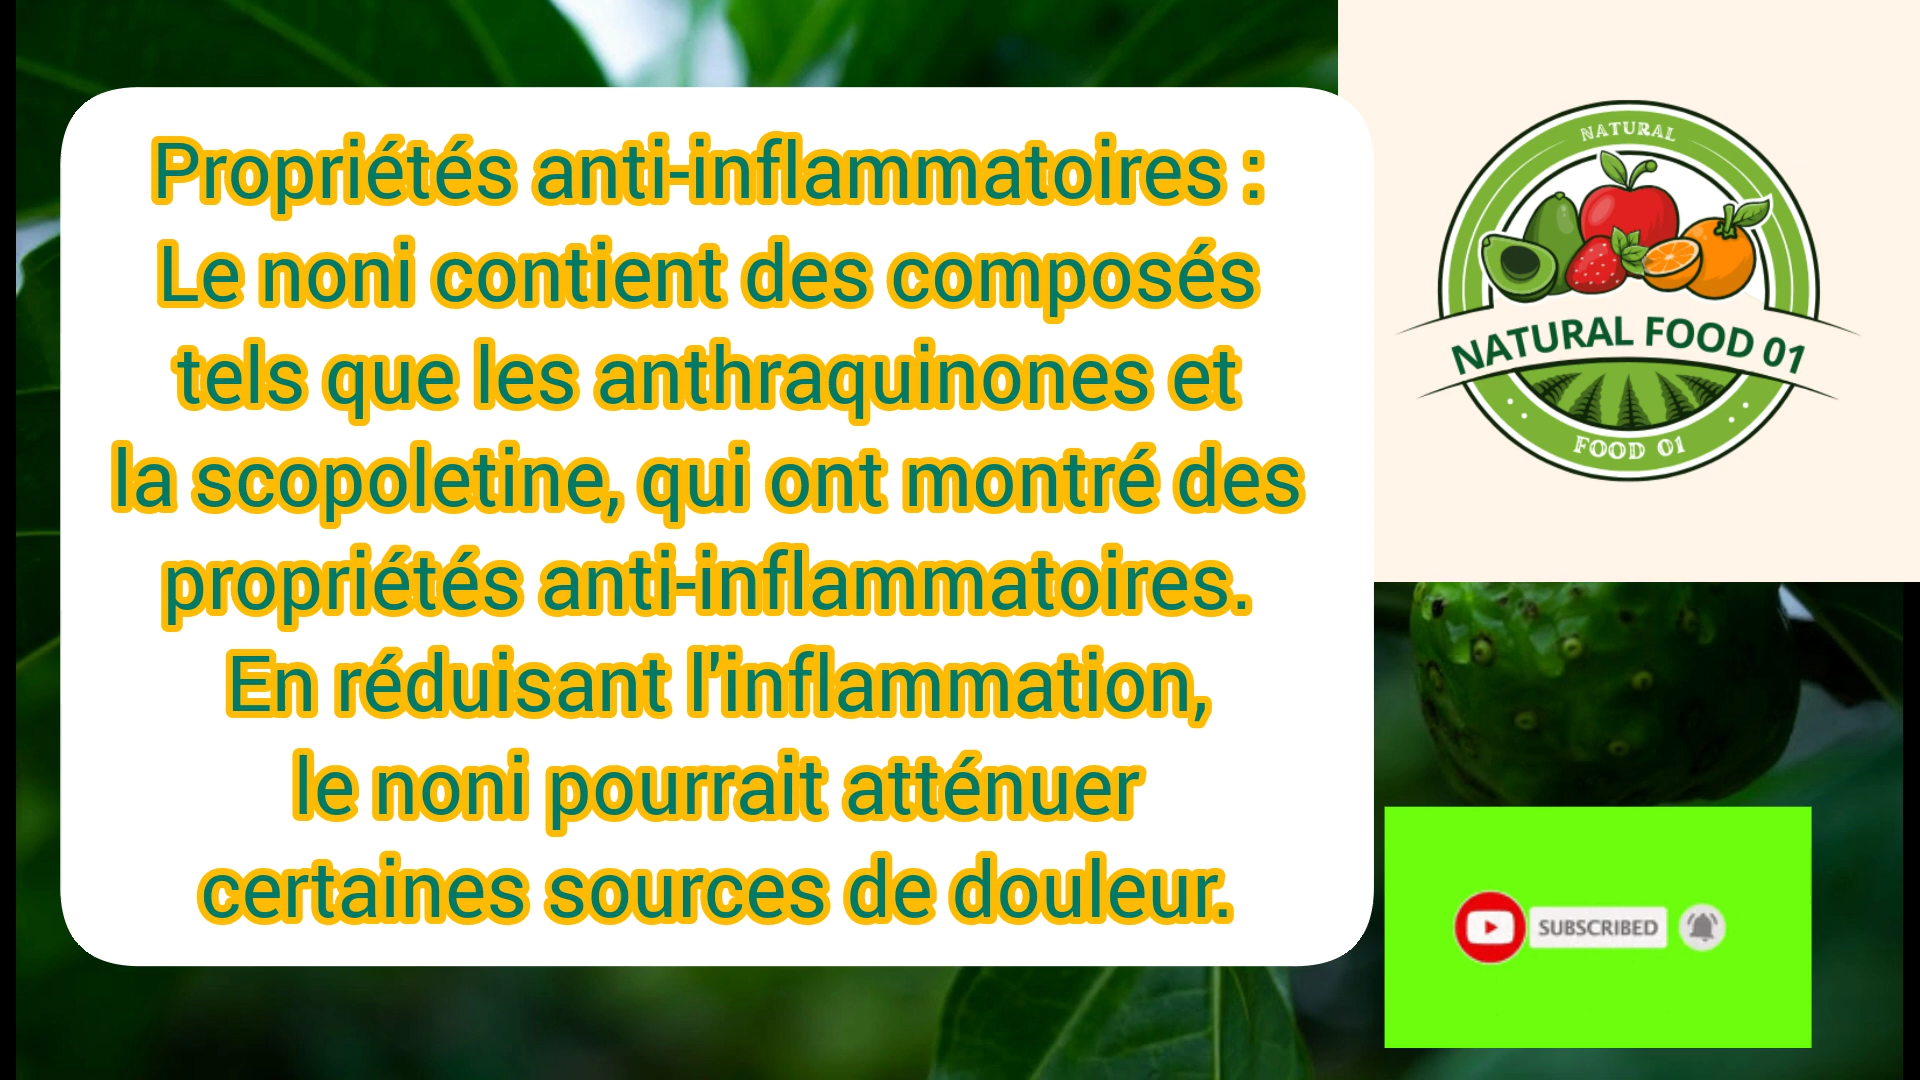 Propriétés anti-inflammatoires :
Le noni contient des composés
tels que les anthraquinones et
la scopoletine, qui ont montré des
propriétés anti-inflammatoires.
En réduisant l'inflammation,
le noni pourrait atténuer
certaines sources de douleur.
NATURAL
NATURAL FOOD 01
FOOD 01
SUBSCRIBED